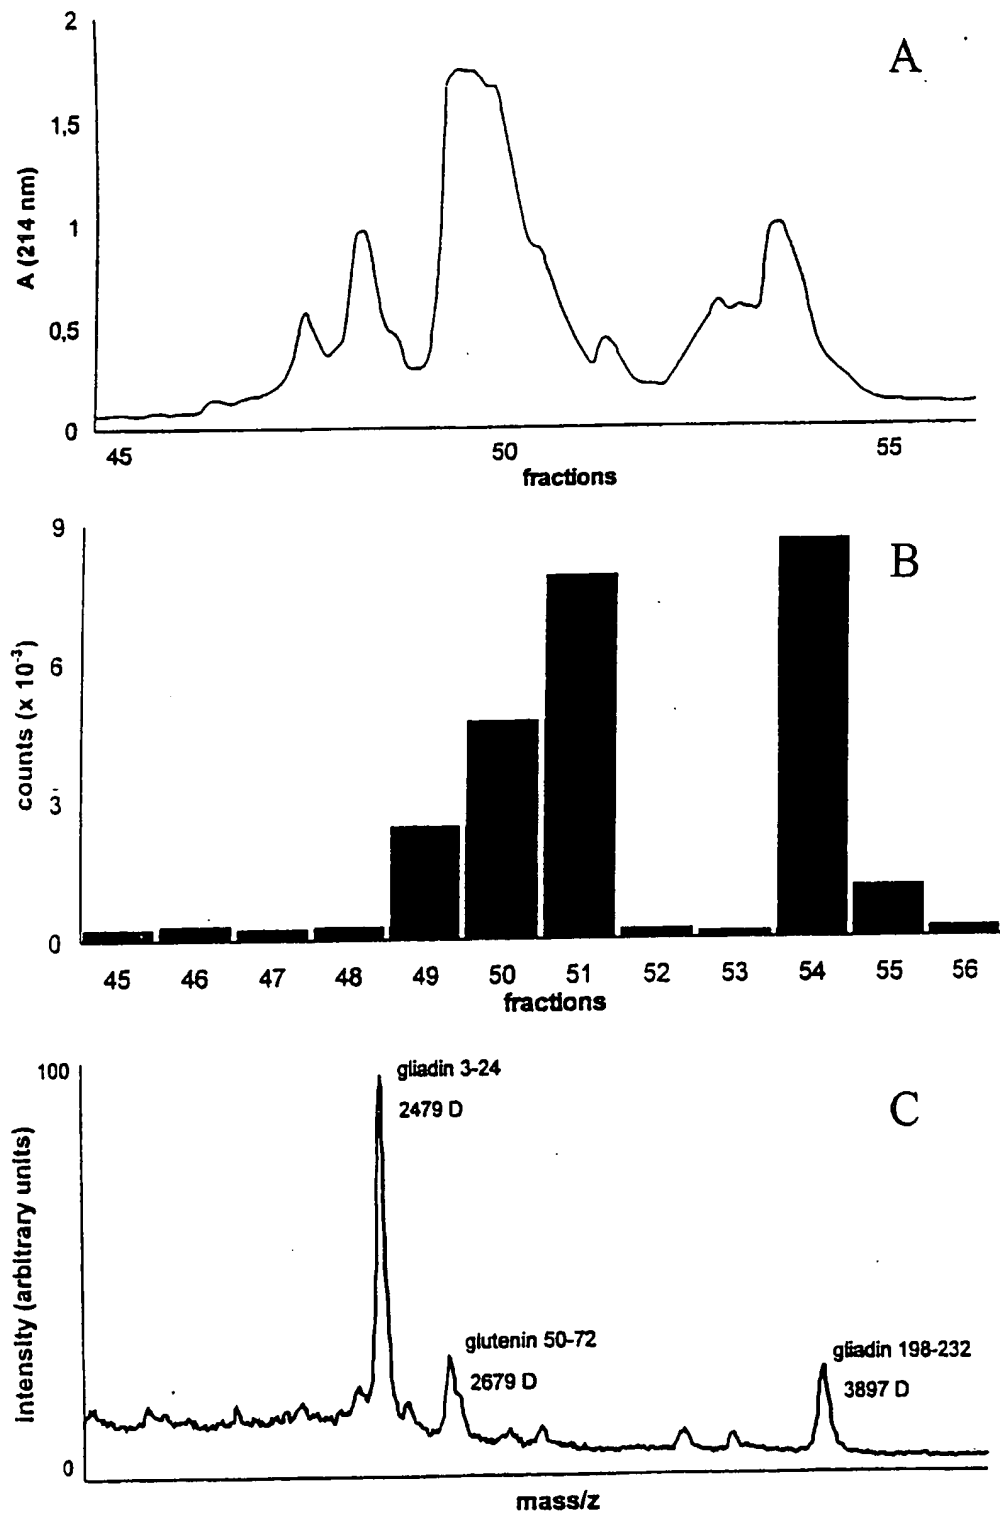 A
2
1,5
1
0,5
0
A (214 nm)
45
50
55
fractions
B
9
6
3
0
counts (x 10⁻³)
45 46 47 48 49 50 51 52 53 54 55 56
fractions
C
100
0
Intensity (arbitrary units)
gliadin 3-24
2479 D
glutenin 50-72
2679 D
gliadin 198-232
3897 D
mass/z